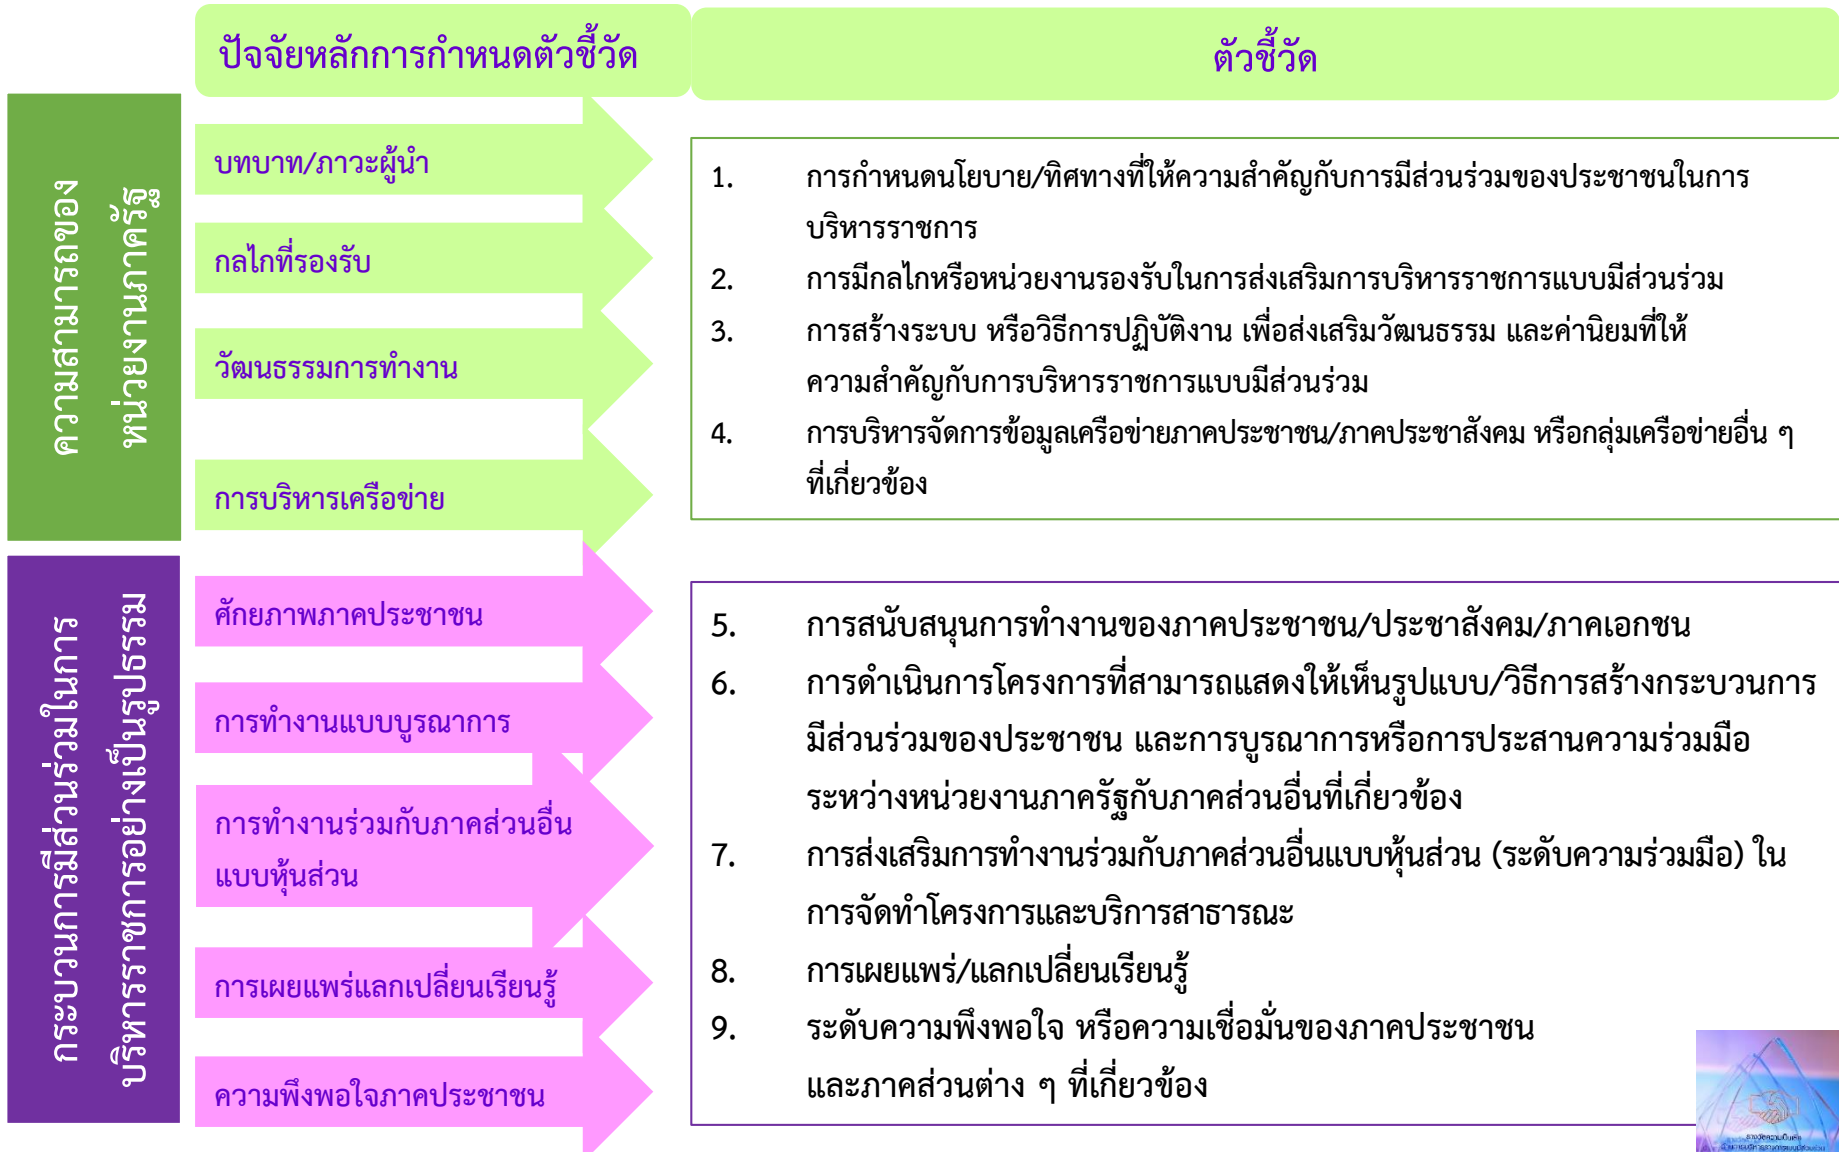 ปัจจัยหลักการกำหนดตัวชี้วัด
ตัวชี้วัด
ความสามารถของ
หน่วยงานภาครัฐ
บทบาท/ภาวะผู้นำ
กลไกที่รองรับ
วัฒนธรรมการทำงาน
การบริหารเครือข่าย
1. การกำหนดนโยบาย/ทิศทางที่ให้ความสำคัญกับการมีส่วนร่วมของประชาชนในการ
บริหารราชการ
2. การมีกลไกหรือหน่วยงานรองรับในการส่งเสริมการบริหารราชการแบบมีส่วนร่วม
3. การสร้างระบบ หรือวิธีการปฏิบัติงาน เพื่อส่งเสริมวัฒนธรรม และค่านิยมที่ให้
ความสำคัญกับการบริหารราชการแบบมีส่วนร่วม
4. การบริหารจัดการข้อมูลเครือข่ายภาคประชาชน/ภาคประชาสังคม หรือกลุ่มเครือข่ายอื่น ๆ
ที่เกี่ยวข้อง
กระบวนการมีส่วนร่วมในการ
บริหารราชการอย่างเป็นรูปธรรม
ศักยภาพภาคประชาชน
การทำงานแบบบูรณาการ
การทำงานร่วมกับภาคส่วนอื่น
แบบหุ้นส่วน
การเผยแพร่แลกเปลี่ยนเรียนรู้
ความพึงพอใจภาคประชาชน
5. การสนับสนุนการทำงานของภาคประชาชน/ประชาสังคม/ภาคเอกชน
6. การดำเนินการโครงการที่สามารถแสดงให้เห็นรูปแบบ/วิธีการสร้างกระบวนการ
มีส่วนร่วมของประชาชน และการบูรณาการหรือการประสานความร่วมมือ
ระหว่างหน่วยงานภาครัฐกับภาคส่วนอื่นที่เกี่ยวข้อง
7. การส่งเสริมการทำงานร่วมกับภาคส่วนอื่นแบบหุ้นส่วน (ระดับความร่วมมือ) ใน
การจัดทำโครงการและบริการสาธารณะ
8. การเผยแพร่/แลกเปลี่ยนเรียนรู้
9. ระดับความพึงพอใจ หรือความเชื่อมั่นของภาคประชาชน
และภาคส่วนต่าง ๆ ที่เกี่ยวข้อง